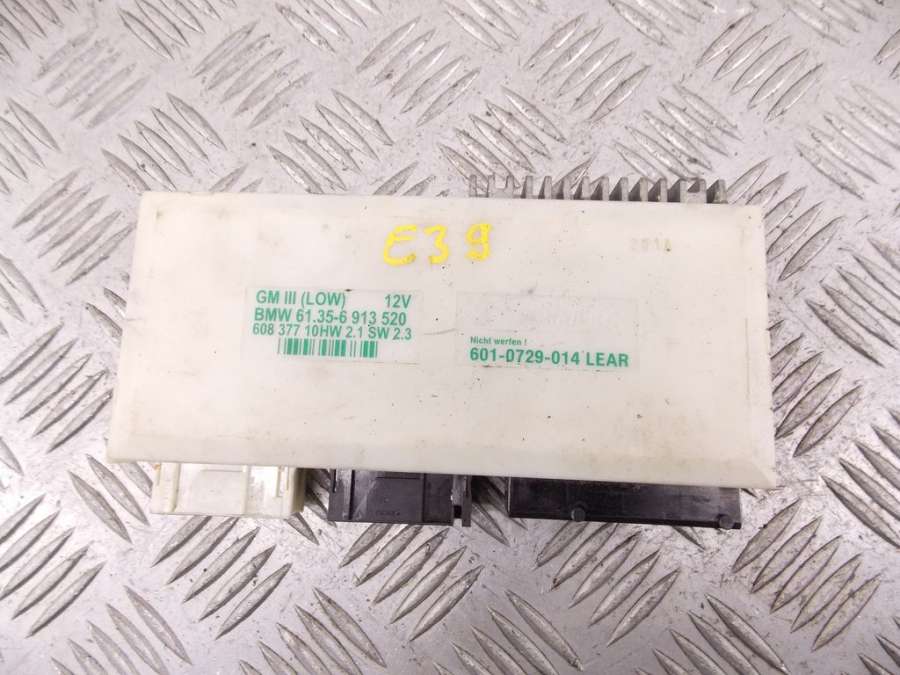 E39
GM III (LOW) 12V
BMW 61.35-6 913 520
608 377 10HW 2.1 SW 2.3
Nicht werfen !
601-0729-014 LEAR